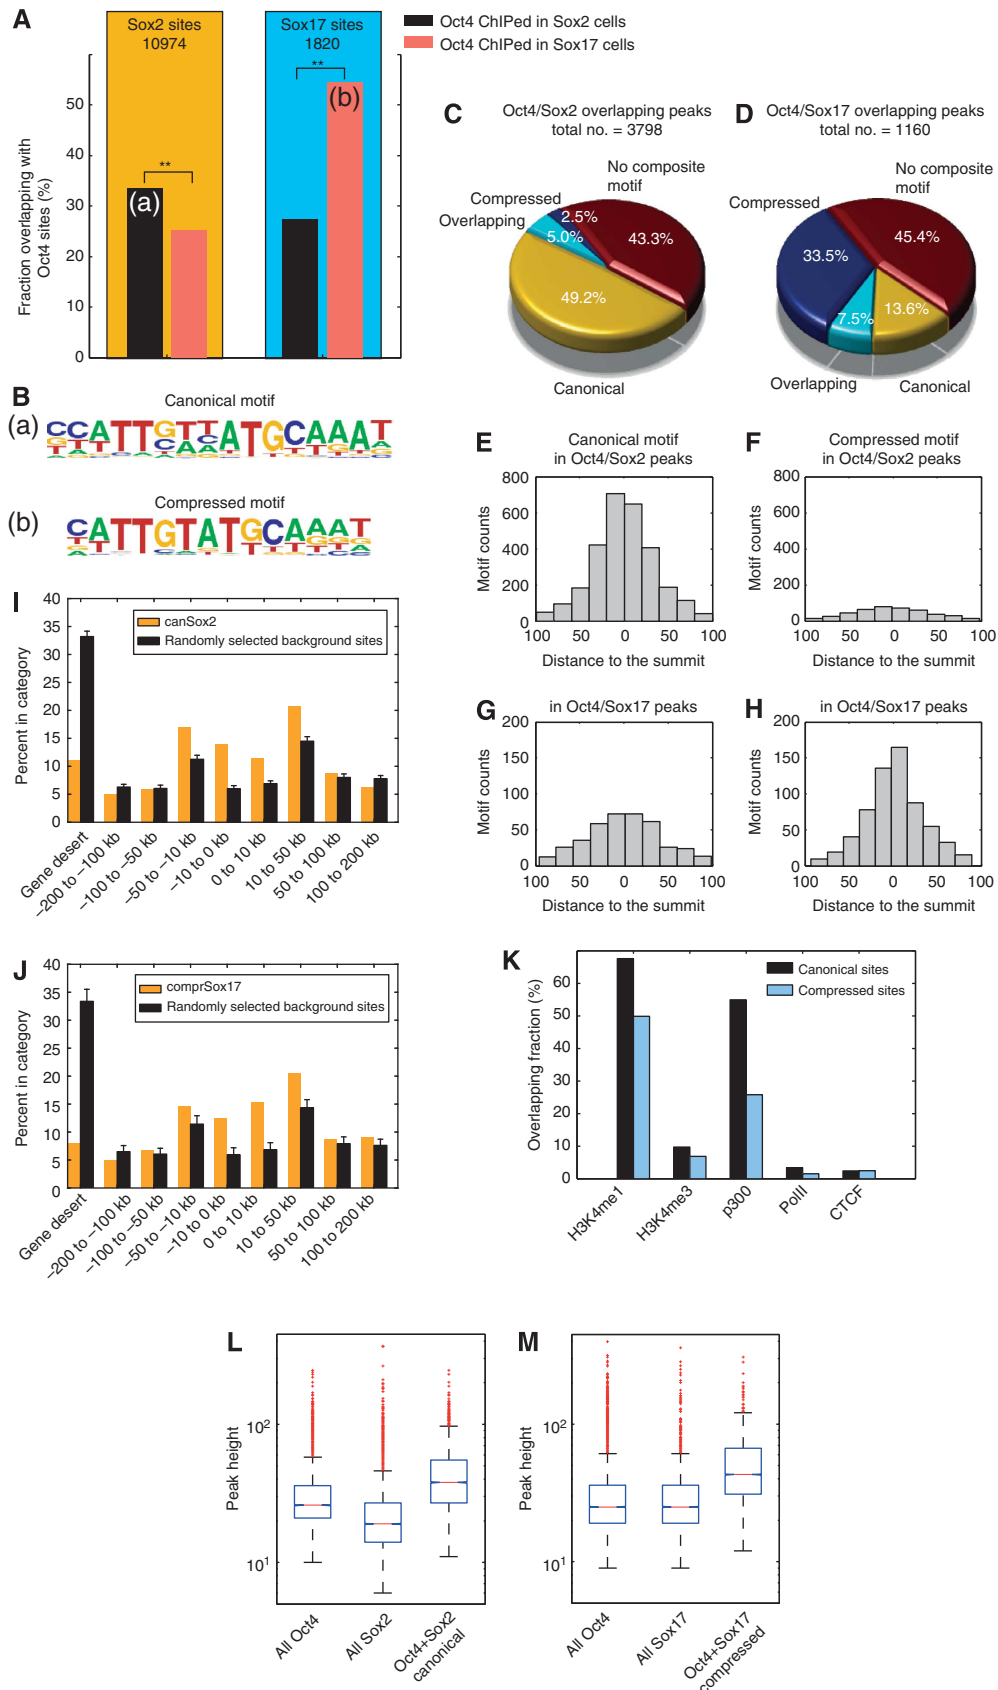 A
Sox2 sites
10974
Sox17 sites
1820
Oct4 ChIPed in Sox2 cells
Oct4 ChIPed in Sox17 cells
Fraction overlapping with
Oct4 sites (%)
50
40
30
20
10
0
**
**
(a)
(b)
B
Canonical motif
(a)
Compressed motif
(b)
CATTGTATGCAAAT
C
Oct4/Sox2 overlapping peaks
total no. = 3798
No composite
motif
Compressed
Overlapping
2.5%
5.0%
43.3%
49.2%
Canonical
D
Oct4/Sox17 overlapping peaks
total no. = 1160
No composite
motif
Compressed
45.4%
33.5%
7.5%
13.6%
Overlapping
Canonical
E
Canonical motif
in Oct4/Sox2 peaks
Motif counts
800
600
400
200
0
100 50 0 50 100
Distance to the summit
F
Compressed motif
in Oct4/Sox2 peaks
Motif counts
800
600
400
200
0
100 50 0 50 100
Distance to the summit
G
in Oct4/Sox17 peaks
Motif counts
200
150
100
50
0
100 50 0 50 100
Distance to the summit
H
in Oct4/Sox17 peaks
Motif counts
200
150
100
50
0
100 50 0 50 100
Distance to the summit
I
canSox2
Randomly selected background sites
Percent in category
40
35
30
25
20
15
10
5
0
Gene desert
–200 to –100 kb
–100 to –50 kb
–50 to –10 kb
–10 to 0 kb
0 to 10 kb
10 to 50 kb
50 to 100 kb
100 to 200 kb
J
comprSox17
Randomly selected background sites
Percent in category
40
35
30
25
20
15
10
5
0
Gene desert
–200 to –100 kb
–100 to –50 kb
–50 to –10 kb
–10 to 0 kb
0 to 10 kb
10 to 50 kb
50 to 100 kb
100 to 200 kb
K
Canonical sites
Compressed sites
Overlapping fraction (%)
60
50
40
30
20
10
0
H3K4me1
H3K4me3
p300
PolII
CTCF
L
Peak height
10²
10¹
All Oct4
All Sox2
Oct4+Sox2
canonical
M
Peak height
10²
10¹
All Oct4
All Sox17
Oct4+Sox17
compressed